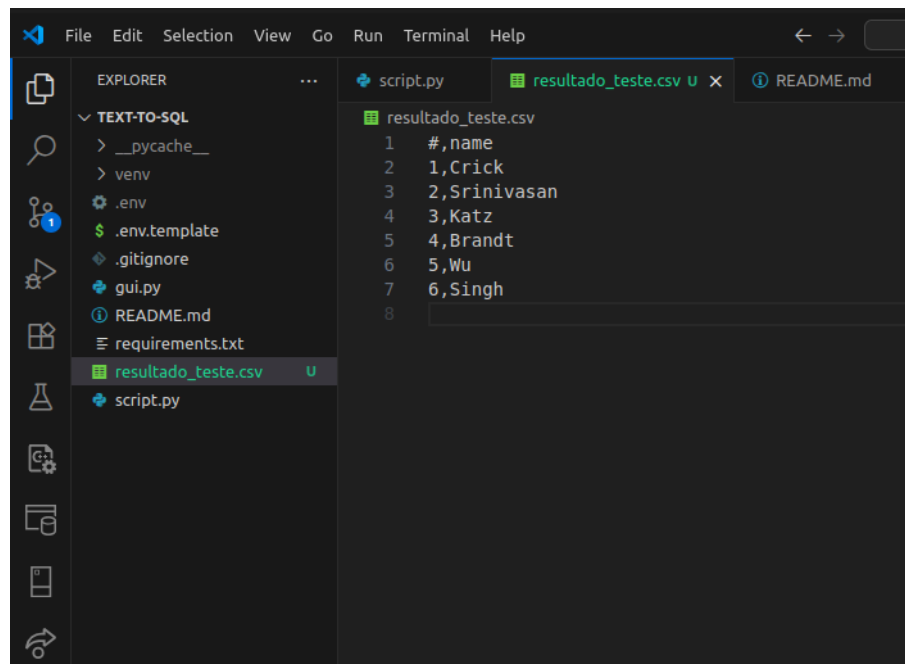 File Edit Selection View Go Run Terminal Help
EXPLORER
TEXT-TO-SQL
__pycache__
venv
.env
$ .env.template
.gitignore
gui.py
README.md
requirements.txt
resultado_teste.csv U
script.py
1
script.py resultado_teste.csv U README.md
resultado_teste.csv
1 #,name
2 1,Crick
3 2,Srinivasan
4 3,Katz
5 4,Brandt
6 5,Wu
7 6,Singh
8